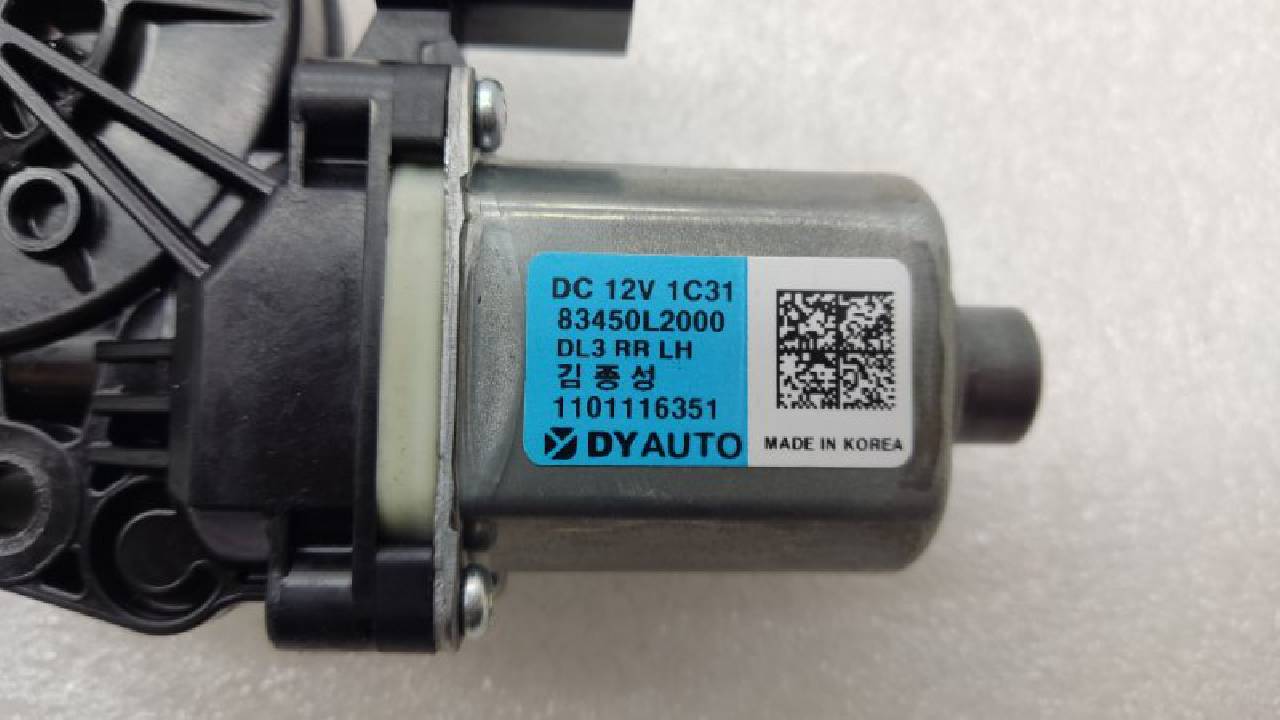 DC 12V 1C31
83450L2000
DL3 RR LH
김종성
1101116351
DYAUTO
MADE IN KOREA